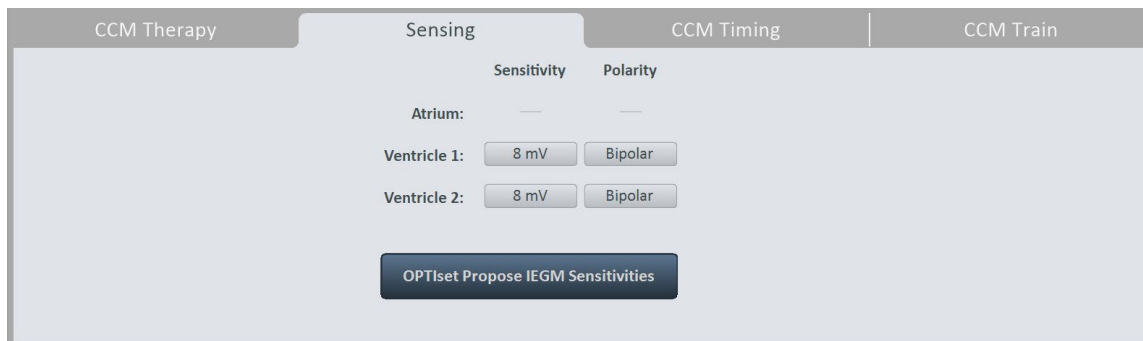 CCM Therapy Sensing CCM Timing CCM Train
Sensitivity Polarity
Atrium: — —
Ventricle 1: 8 mV Bipolar
Ventricle 2: 8 mV Bipolar
OPTIset Propose IEGM Sensitivities